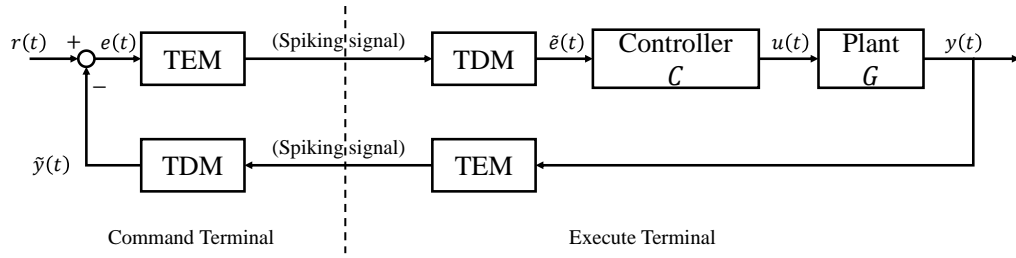 r(t) + e(t) TEM (Spiking signal) TDM ẽ(t) Controller C u(t) Plant G y(t)
−
ỹ(t) TDM (Spiking signal) TEM
Command Terminal Execute Terminal